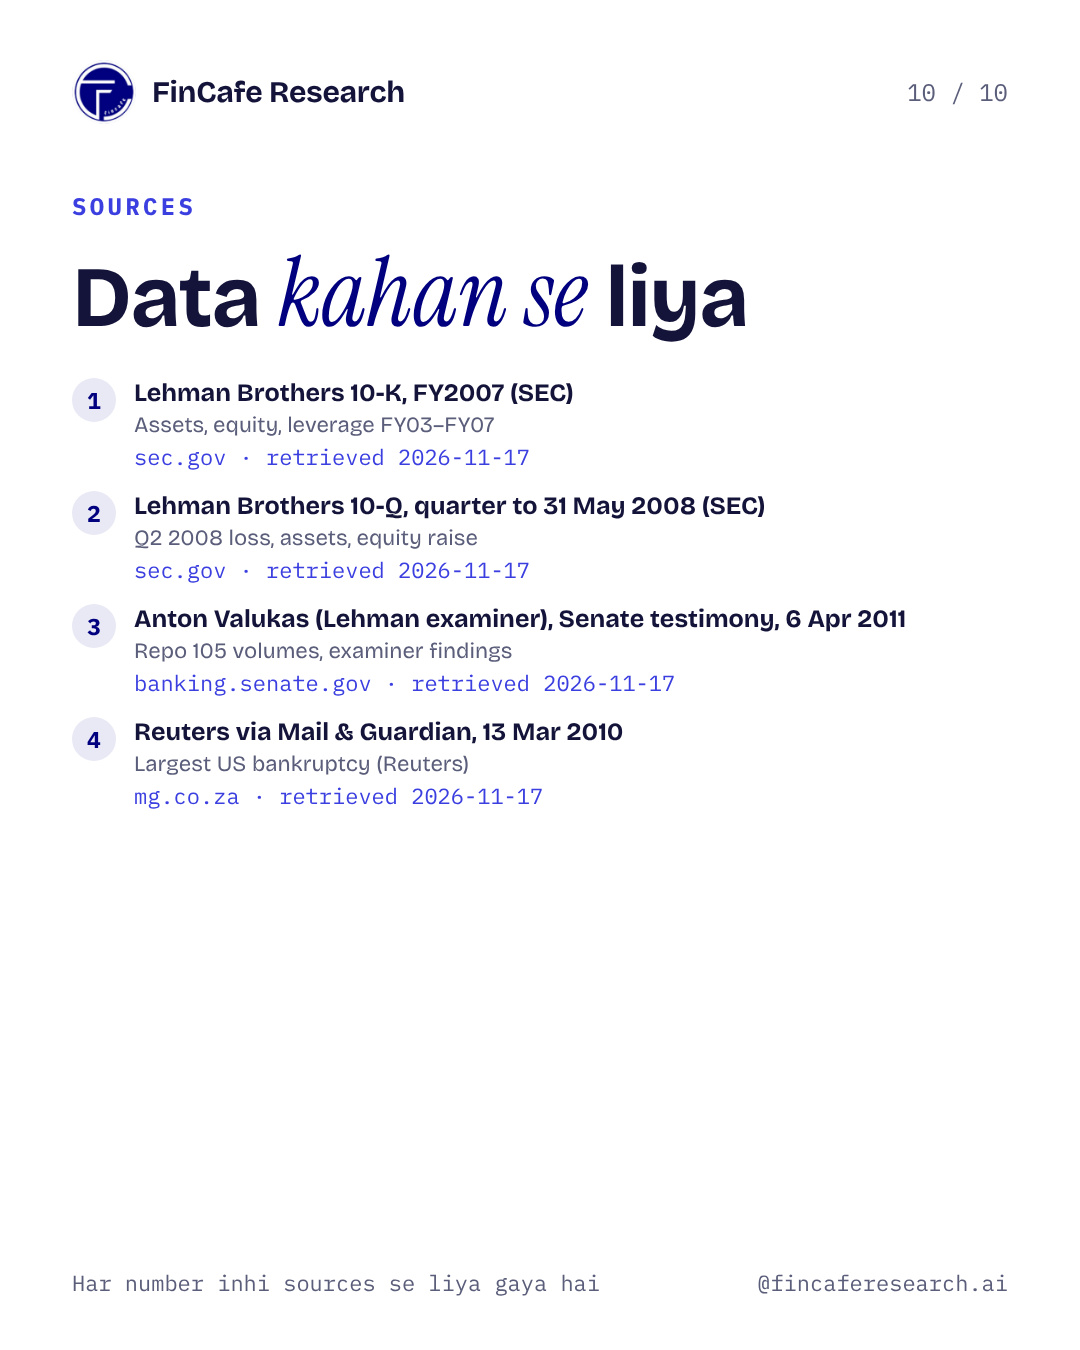 FinCafe Research
10 / 10
SOURCES
Data kahan se liya
1
Lehman Brothers 10-K, FY2007 (SEC)
Assets, equity, leverage FY03–FY07
sec.gov · retrieved 2026-11-17
2
Lehman Brothers 10-Q, quarter to 31 May 2008 (SEC)
Q2 2008 loss, assets, equity raise
sec.gov · retrieved 2026-11-17
3
Anton Valukas (Lehman examiner), Senate testimony, 6 Apr 2011
Repo 105 volumes, examiner findings
banking.senate.gov · retrieved 2026-11-17
4
Reuters via Mail & Guardian, 13 Mar 2010
Largest US bankruptcy (Reuters)
mg.co.za · retrieved 2026-11-17
Har number inhi sources se liya gaya hai
@fincaferesearch.ai